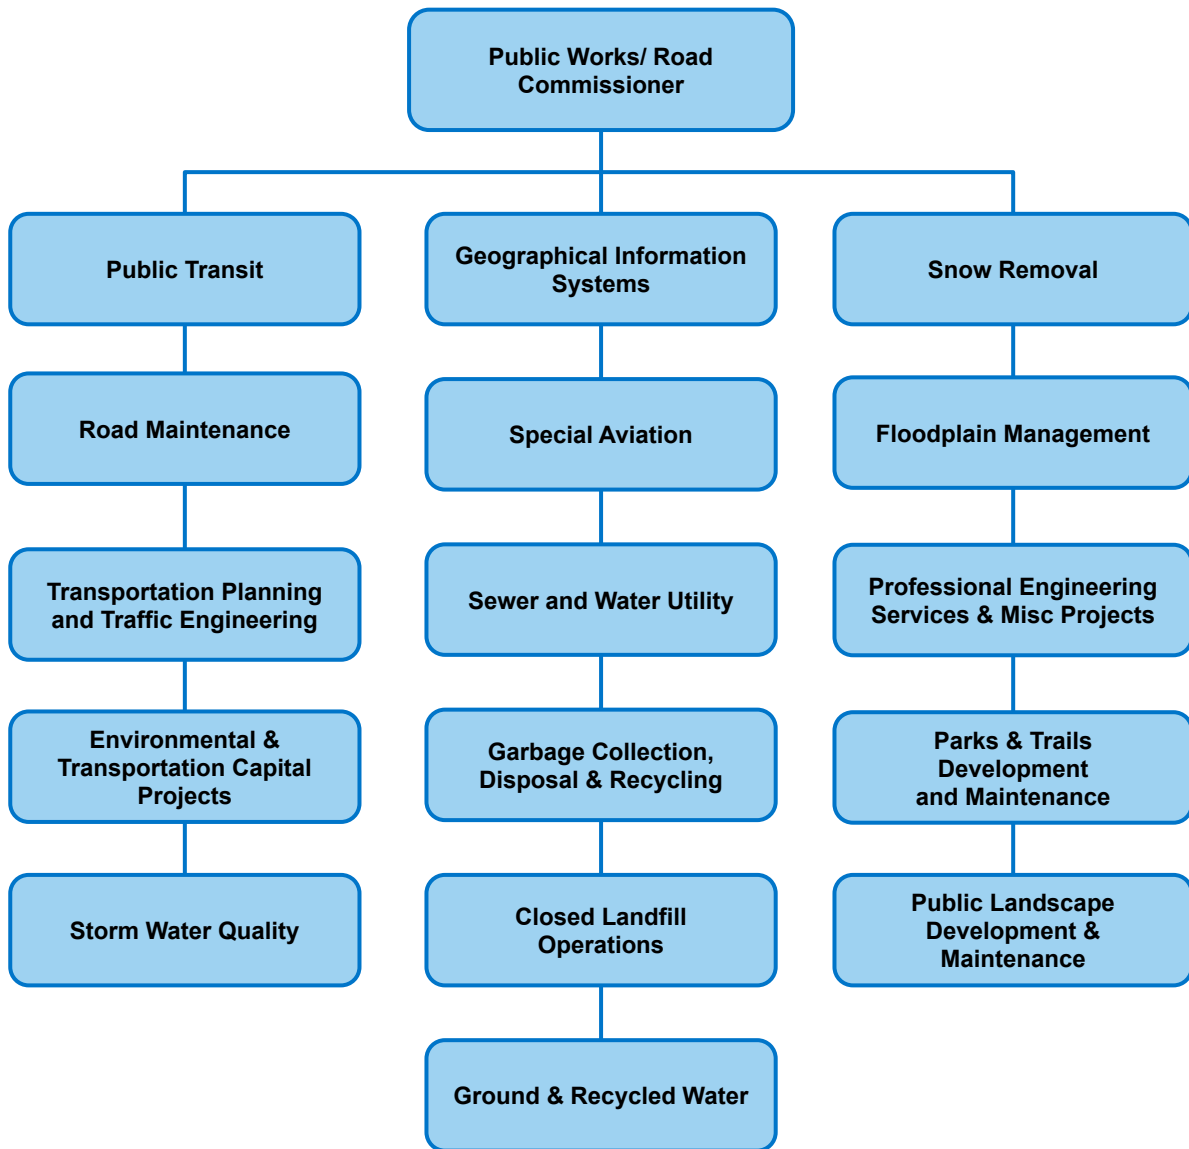 Public Works/ Road
Commissioner
Public Transit
Geographical Information
Systems
Snow Removal
Road Maintenance
Special Aviation
Floodplain Management
Transportation Planning
and Traffic Engineering
Sewer and Water Utility
Professional Engineering
Services & Misc Projects
Environmental &
Transportation Capital
Projects
Garbage Collection,
Disposal & Recycling
Parks & Trails
Development
and Maintenance
Storm Water Quality
Closed Landfill
Operations
Public Landscape
Development &
Maintenance
Ground & Recycled Water